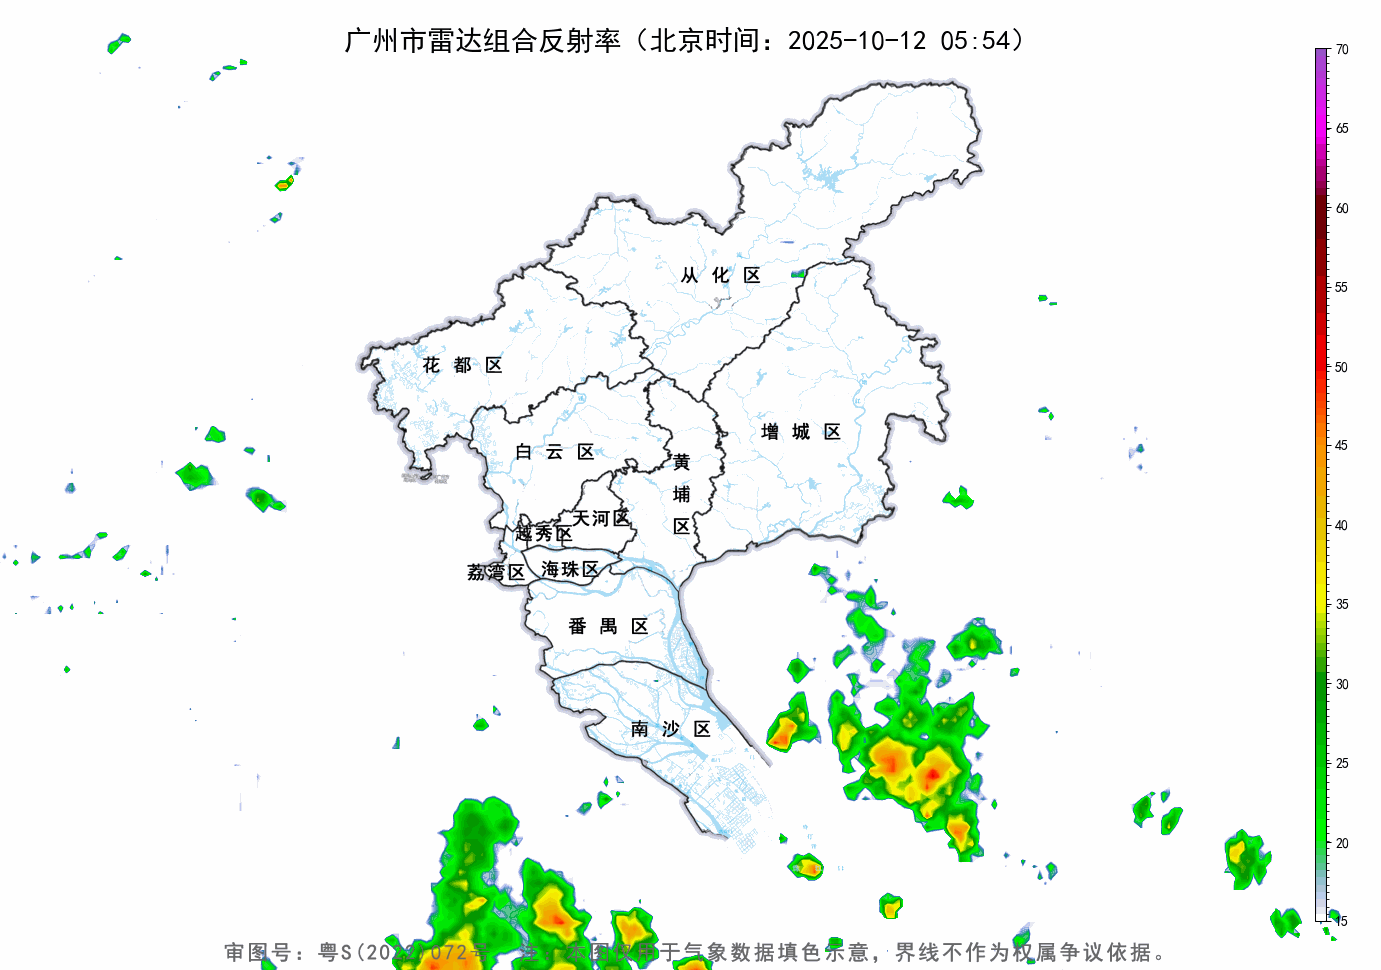 广州市雷达组合反射率（北京时间：2025-10-12 05:54）
70
65
60
55
50
45
40
35
30
25
20
15
从 化 区
花 都 区
增 城 区
白 云 区
黄
埔
区
天河区
越秀区
荔湾区
海珠区
番 禺 区
南 沙 区
审图号：粤S(2022)072号 注：本图仅用于气象数据填色示意，界线不作为权属争议依据。